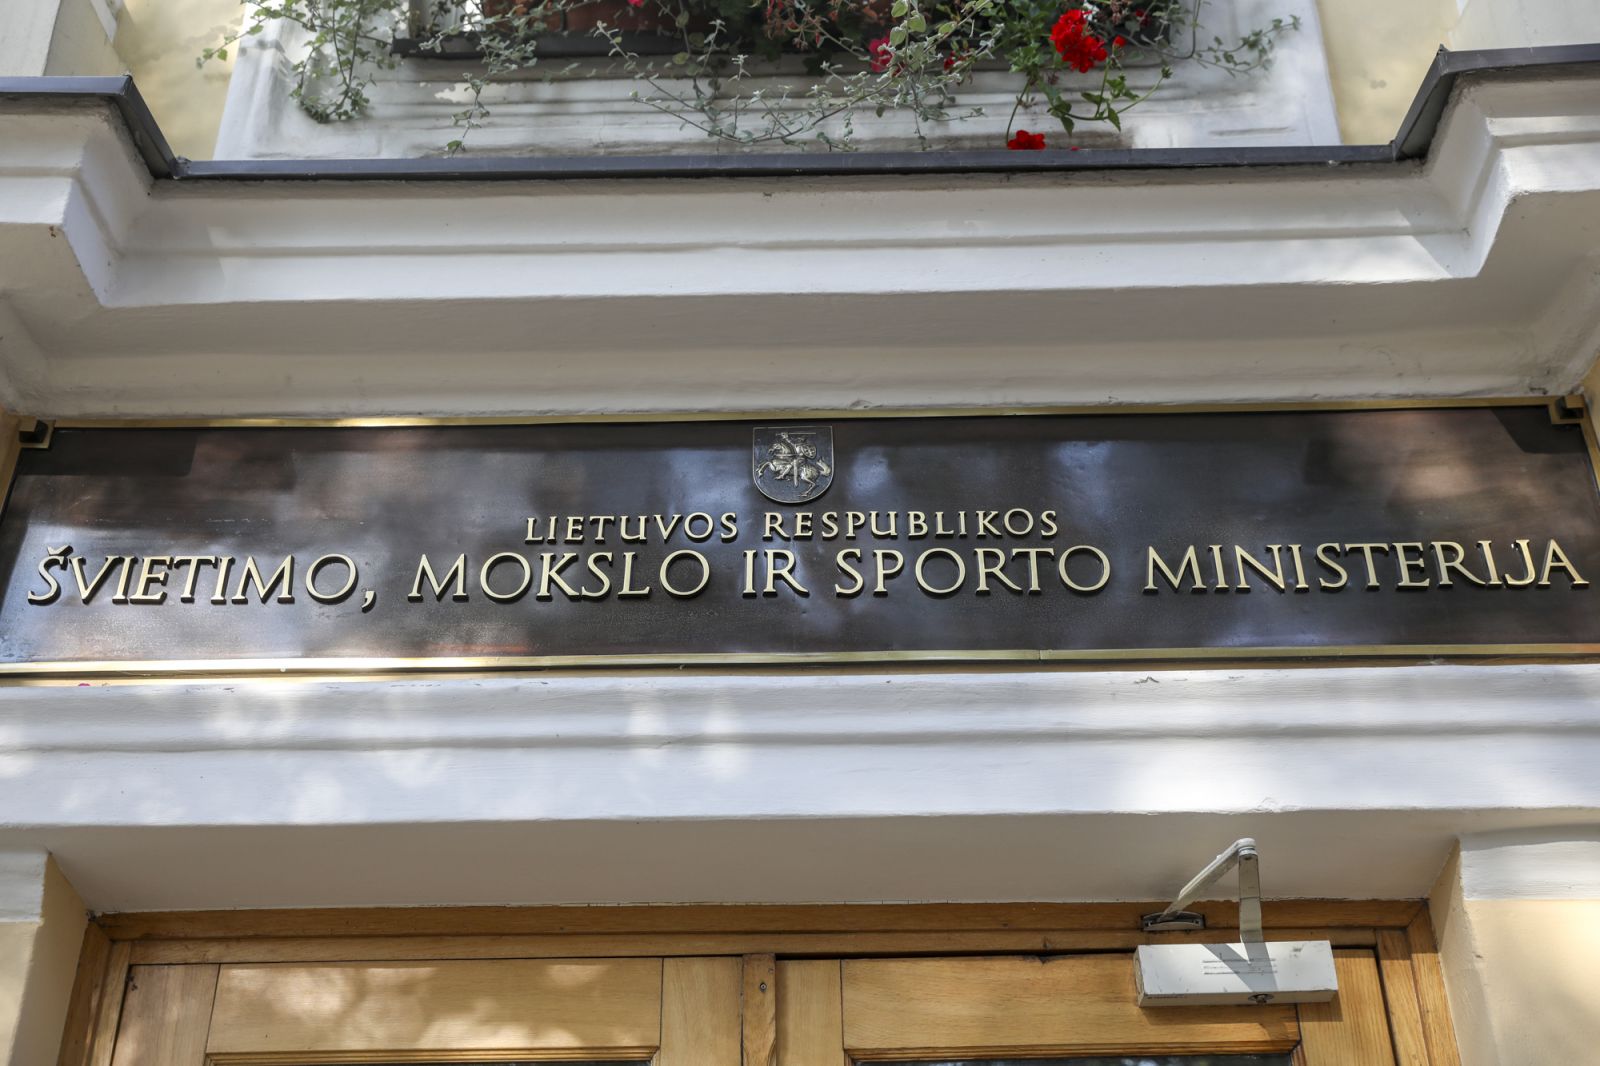 LIETUVOS RESPUBLIKOS
ŠVIETIMO, MOKSLO IR SPORTO MINISTERIJA